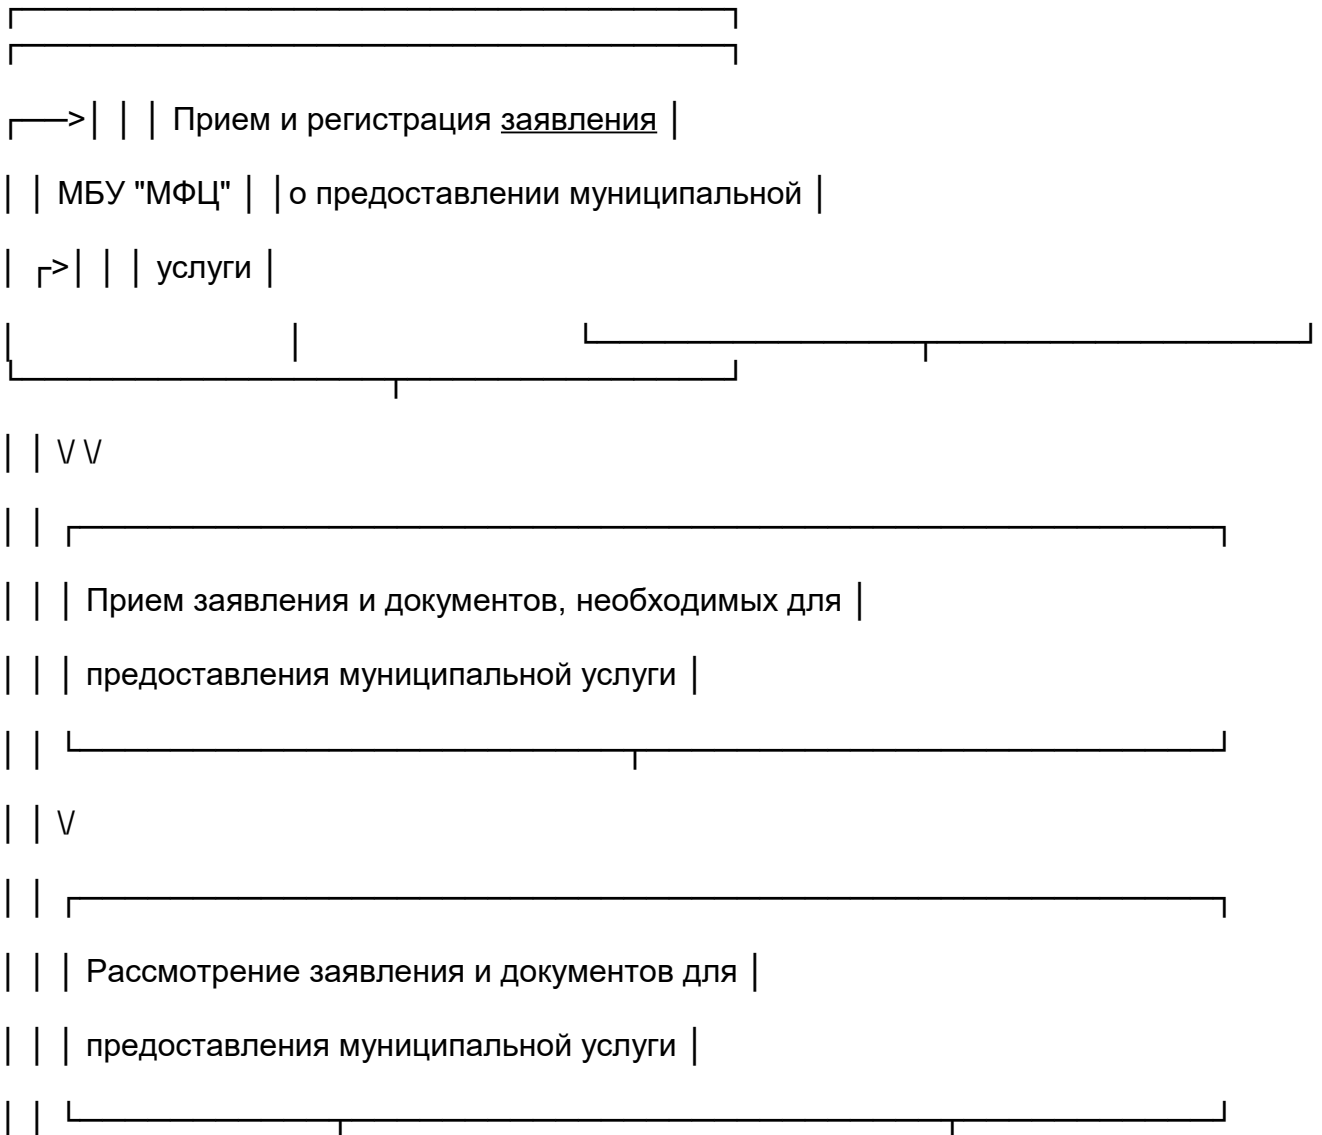 ┌──────────────────────┐
┌──────────────────────┐
┌──>│ │ │ Прием и регистрация заявления │
│ │ МБУ "МФЦ" │ │о предоставлении муниципальной │
│ ┌>│ │ │ услуги │
│ │ └──────────┬───────────┘
└───────────┬──────────┘
│ │ \/ \/
│ │ ┌───────────────────────────────────┐
│ │ │ Прием заявления и документов, необходимых для │
│ │ │ предоставления муниципальной услуги │
│ │ └─────────────────┬─────────────────┘
│ │ \/
│ │ ┌───────────────────────────────────┐
│ │ │ Рассмотрение заявления и документов для │
│ │ │ предоставления муниципальной услуги │
│ │ └────────┬──────────────────┬───────┘